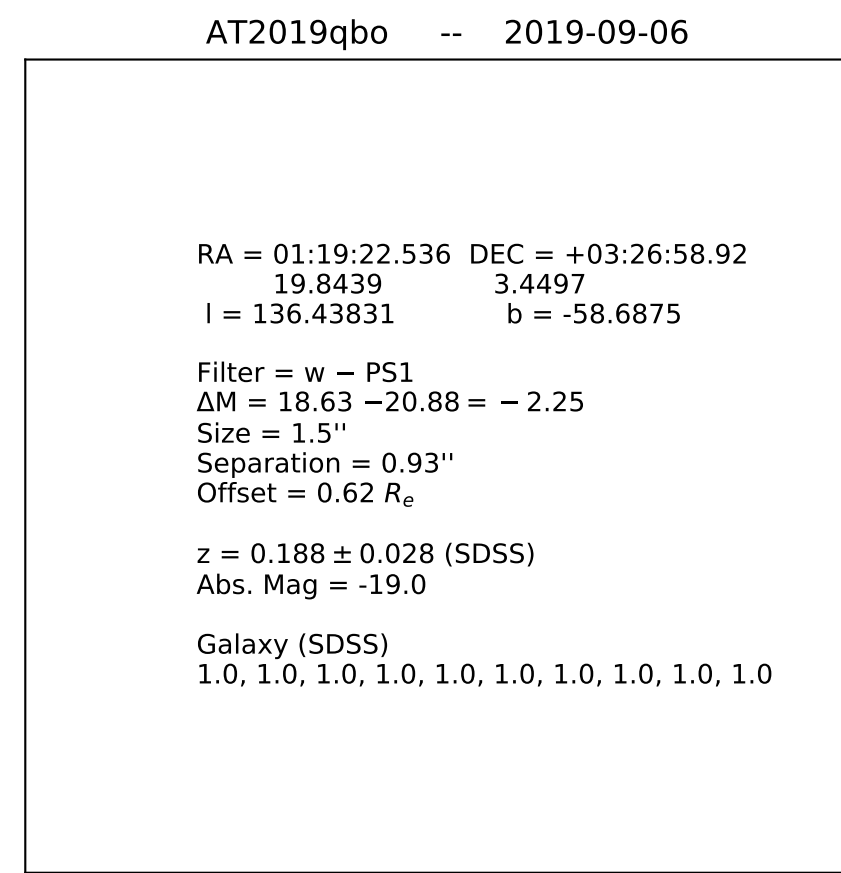 AT2019qbo -- 2019-09-06
RA = 01:19:22.536 DEC = +03:26:58.92
19.8439 3.4497
l = 136.43831 b = -58.6875
Filter = w − PS1
ΔM = 18.63 −20.88 = − 2.25
Size = 1.5''
Separation = 0.93''
Offset = 0.62 Rₑ
z = 0.188 ± 0.028 (SDSS)
Abs. Mag = -19.0
Galaxy (SDSS)
1.0, 1.0, 1.0, 1.0, 1.0, 1.0, 1.0, 1.0, 1.0, 1.0